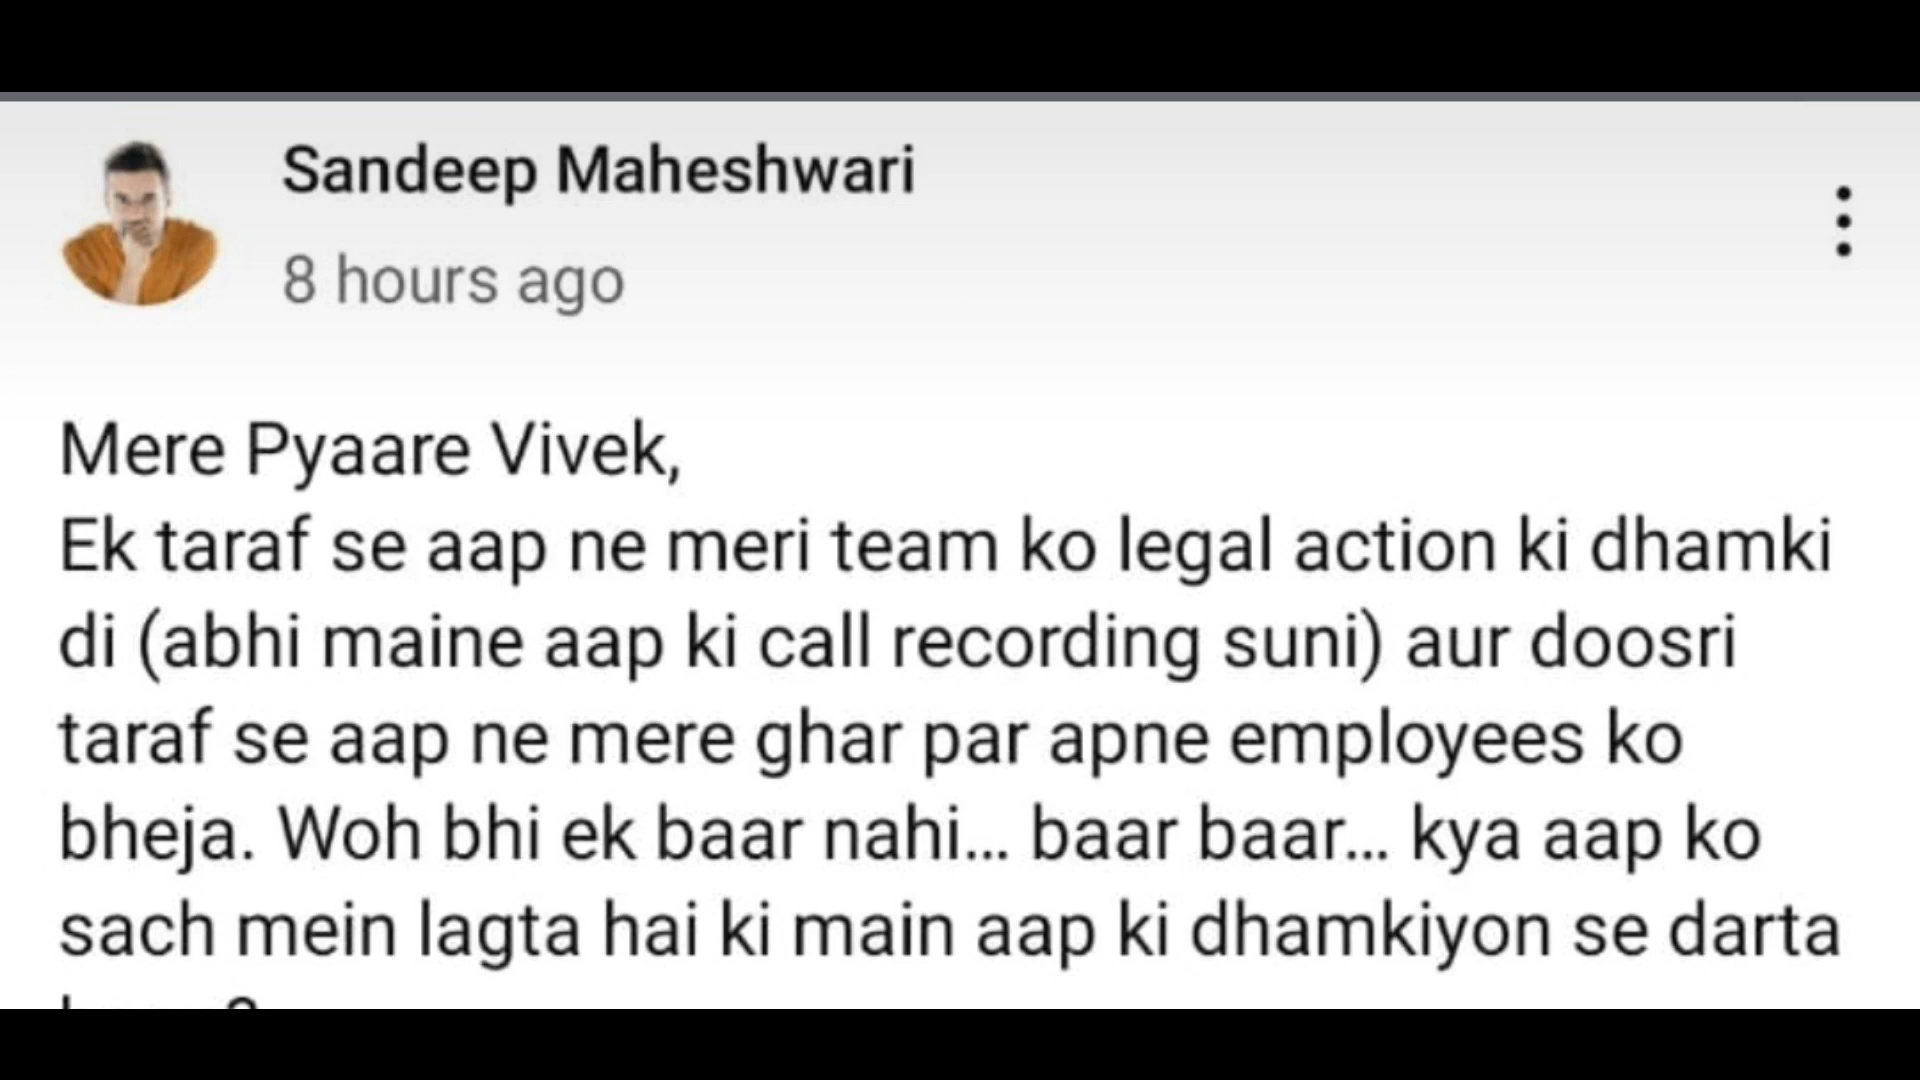 Sandeep Maheshwari
8 hours ago
Mere Pyaare Vivek,
Ek taraf se aap ne meri team ko legal action ki dhamki
di (abhi maine aap ki call recording suni) aur doosri
taraf se aap ne mere ghar par apne employees ko
bheja. Woh bhi ek baar nahi... baar baar... kya aap ko
sach mein lagta hai ki main aap ki dhamkiyon se darta